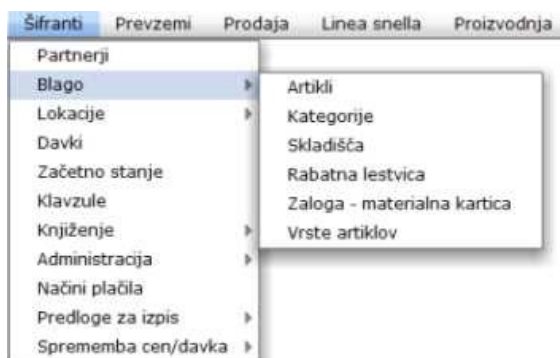 Šifranti Prevzemi Prodaja Linea snella Proizvodnja
Partnerji
Blago
Lokacije
Davki
Začetno stanje
Klavzule
Knjiženje
Administracija
Načini plačila
Predloge za izpis
Sprememba cen/davka
Artikli
Kategorije
Skladišča
Rabatna lestvica
Zaloga - materialna kartica
Vrste artiklov